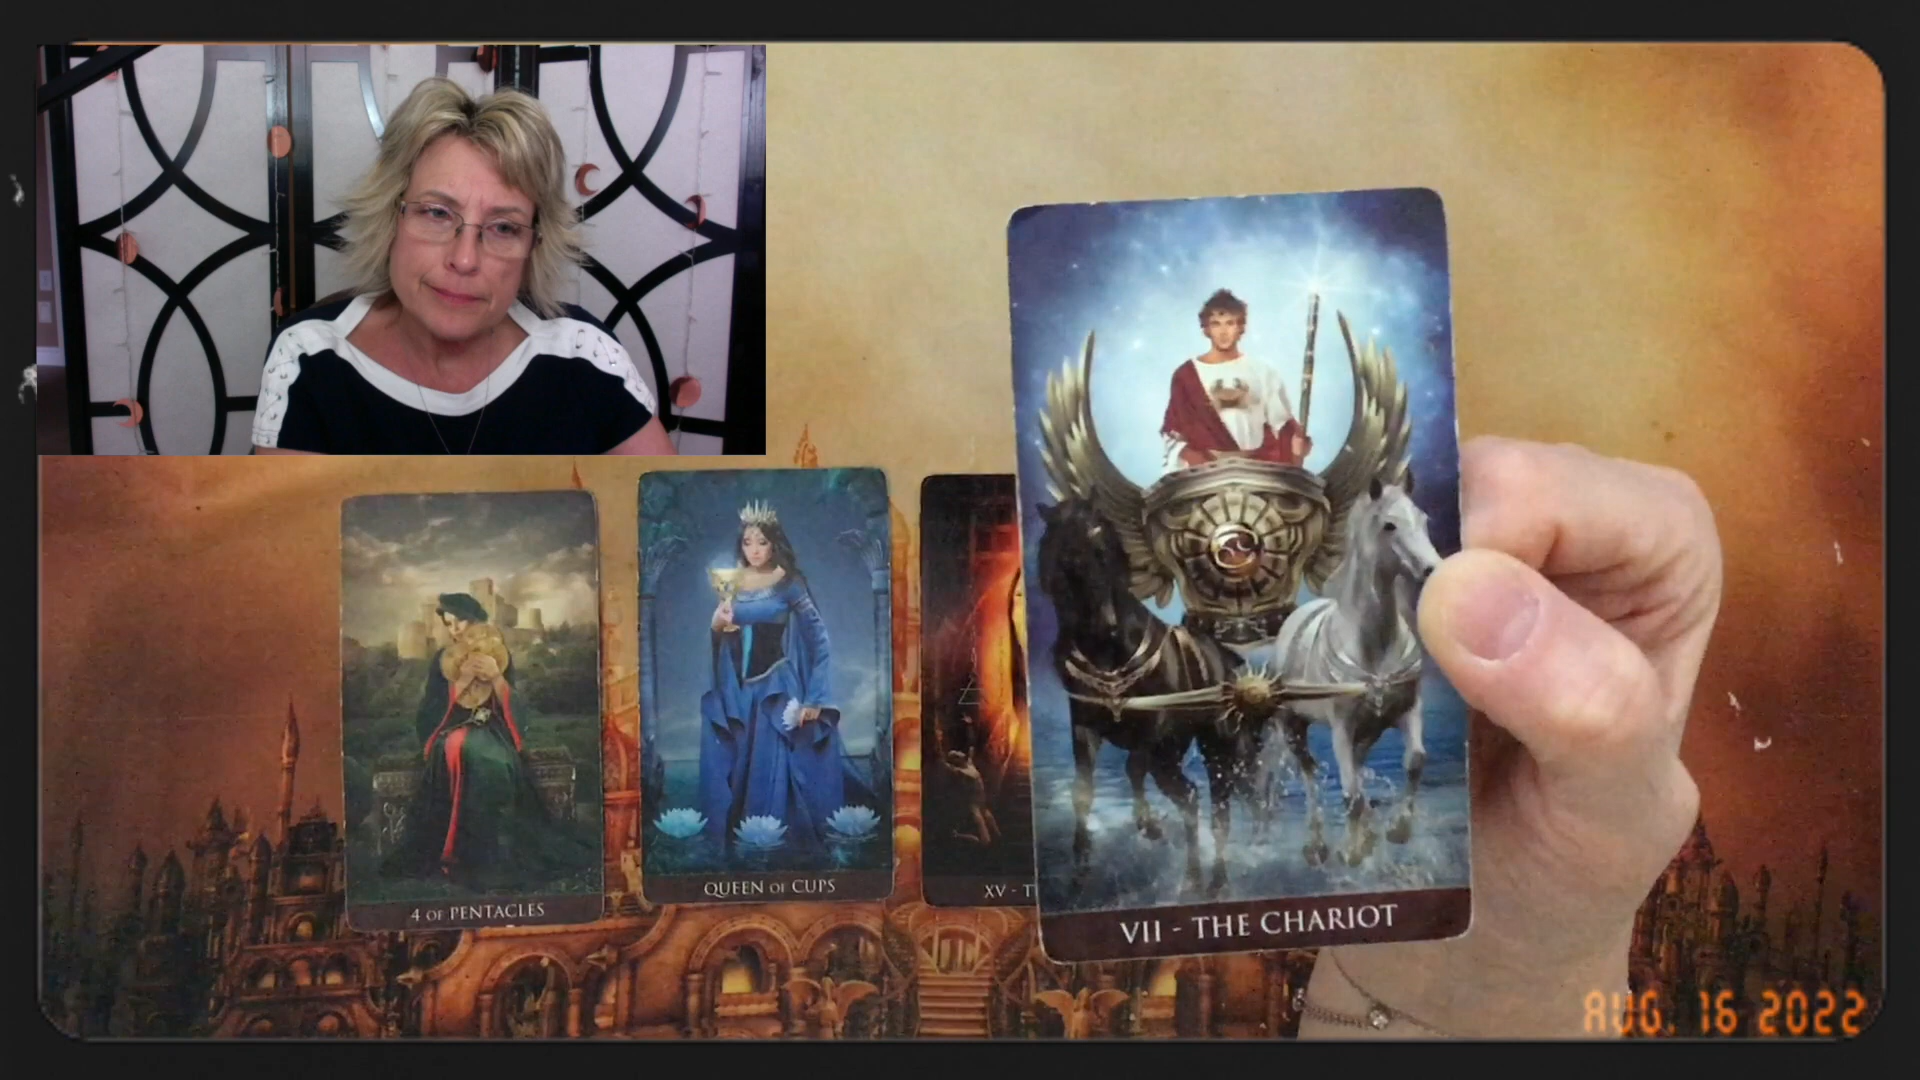 4 OF PENTACLES
QUEEN OF CUPS
XV - T
VII - THE CHARIOT
AUG. 16 2022